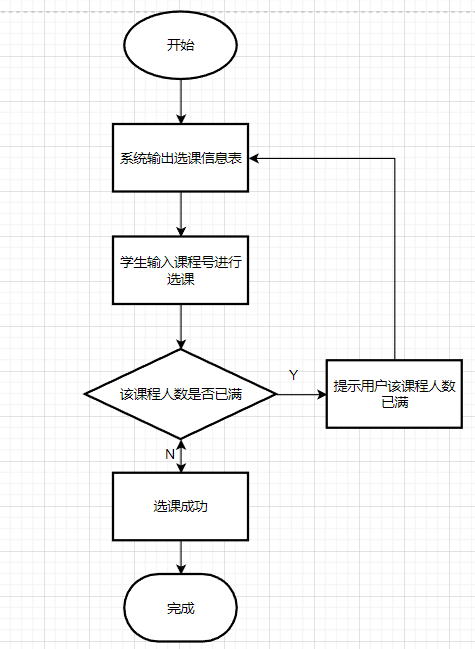 开始
系统输出选课信息表
学生输入课程号进行
选课
该课程人数是否已满
Y
提示用户该课程人数
已满
N
选课成功
完成